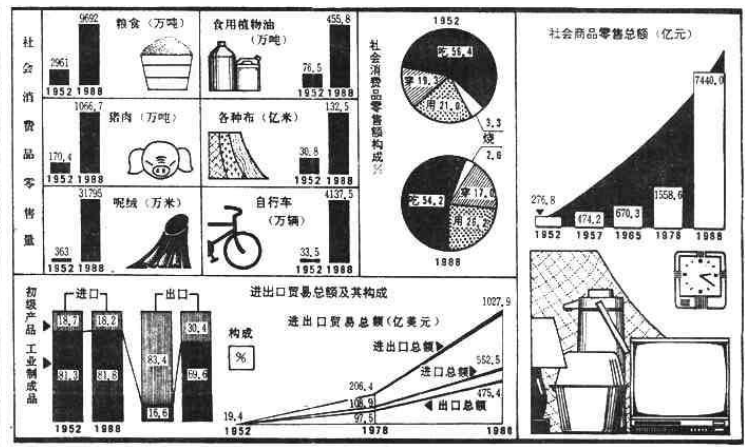 社会消费品零售量
粮食（万吨）
2961
9692
1952 1988
食用植物油
（万吨）
76.5
455.8
1952 1988
猪肉（万吨）
170.4
1066.7
1952 1988
各种布（亿米）
30.8
132.5
1952 1988
呢绒（万米）
363
31795
1952 1988
自行车
（万辆）
33.5
4137.5
1952 1988
社会消费品零售额构成%
1952
吃 56.4
穿 19.3
用 21.0
3.3
烧
2.6
吃 54.2
穿 17.0
用 26.2
1988
社会商品零售总额（亿元）
276.8
474.2
670.3
1558.6
7440.0
1952 1957 1965 1978 1988
进出口贸易总额及其构成
初级产品
工业制成品
进口
出口
18.7
18.2
83.4
30.4
81.3
81.8
16.6
69.6
1952 1988
1952 1988
构成
%
进出口贸易总额(亿美元)
进出口总额
进口总额
出口总额
1027.9
552.5
475.4
206.4
108.9
97.5
19.4
1952
1978
1988